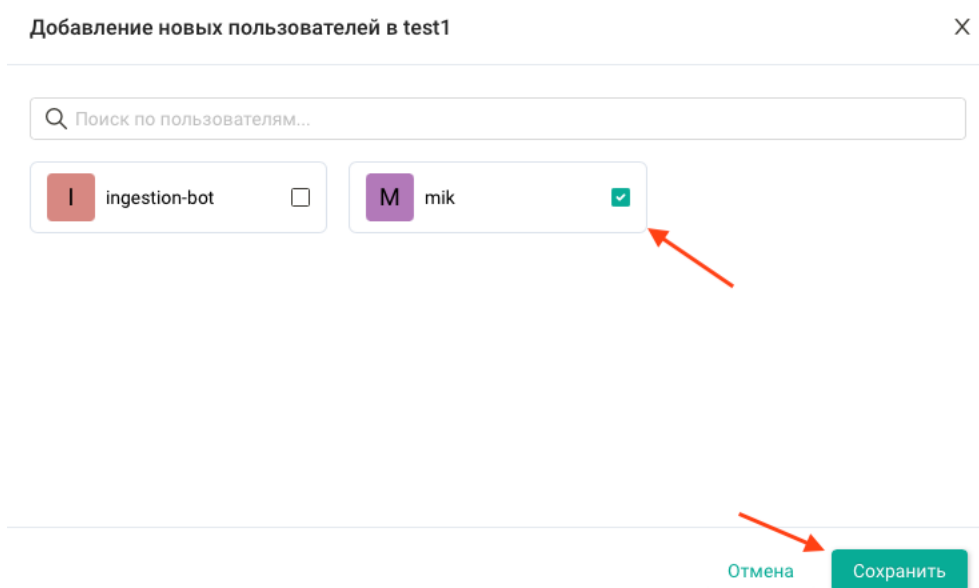 Добавление новых пользователей в test1
Поиск по пользователям...
I ingestion-bot
M mik
Отмена Сохранить